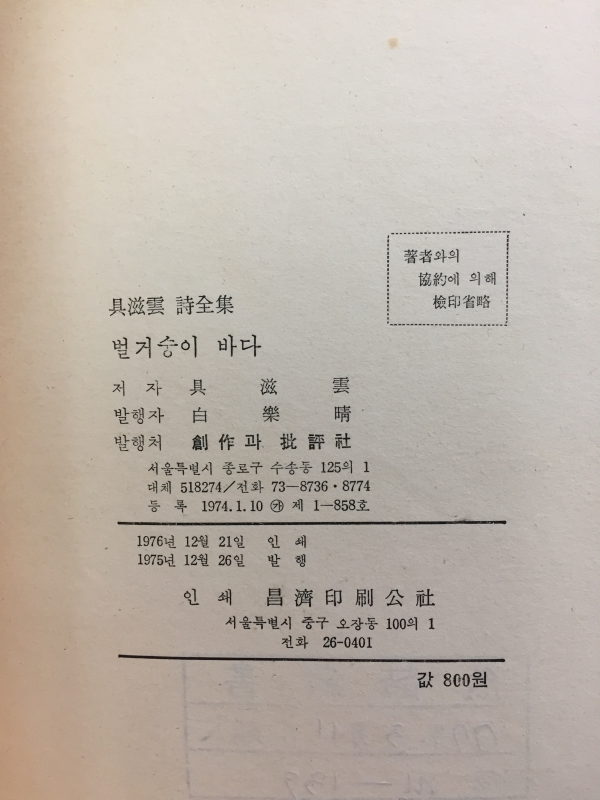 著者와의
協約에 의해
檢印省略
具滋雲 詩全集
벌거숭이 바다
저 자 具 滋 雲
발행자 白 樂 晴
발행처 創作과 批評社
서울특별시 종로구 수송동 125의 1
대체 518274/전화 73—8736·8774
등 록 1974.1.10 ㉮ 제 1—858호
1976년 12월 21일 인 쇄
1975년 12월 26일 발 행
인 쇄 昌濟印刷公社
서울특별시 중구 오장동 100의 1
전화 26-0401
값 800원